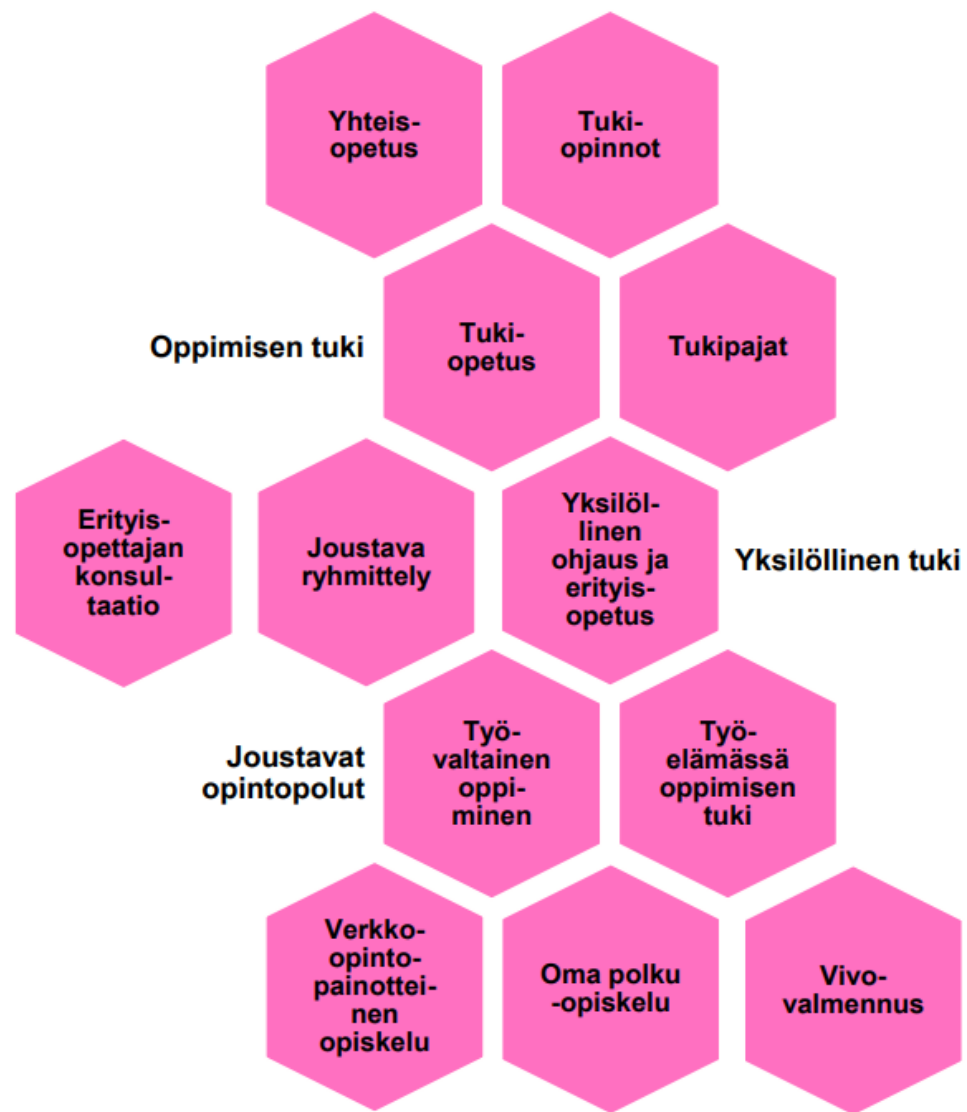 Yhteis-
opetus
Tuki-
opinnot
Oppimisen tuki
Tuki-
opetus
Tukipajat
Erityis-
opettajan
konsul-
taatio
Joustava
ryhmittely
Yksilöl-
linen
ohjaus ja
erityis-
opetus
Yksilöllinen tuki
Joustavat
opintopolut
Työ-
valtainen
oppi-
minen
Työ-
elämässä
oppimisen
tuki
Verkko-
opinto-
painottei-
nen
opiskelu
Oma polku
-opiskelu
Vivo-
valmennus